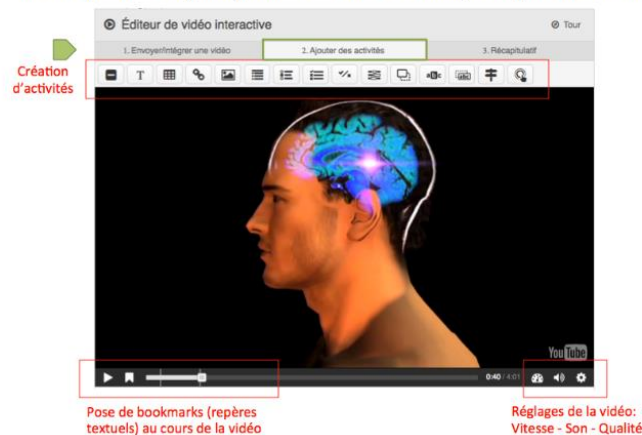 Éditeur de vidéo interactive
Tour
1. Envoyer/intégrer une vidéo
2. Ajouter des activités
3. Récapitulatif
Création
d'activités
T
YouTube
0:40 / 4:01
Pose de bookmarks (repères
textuels) au cours de la vidéo
Réglages de la vidéo:
Vitesse - Son - Qualité